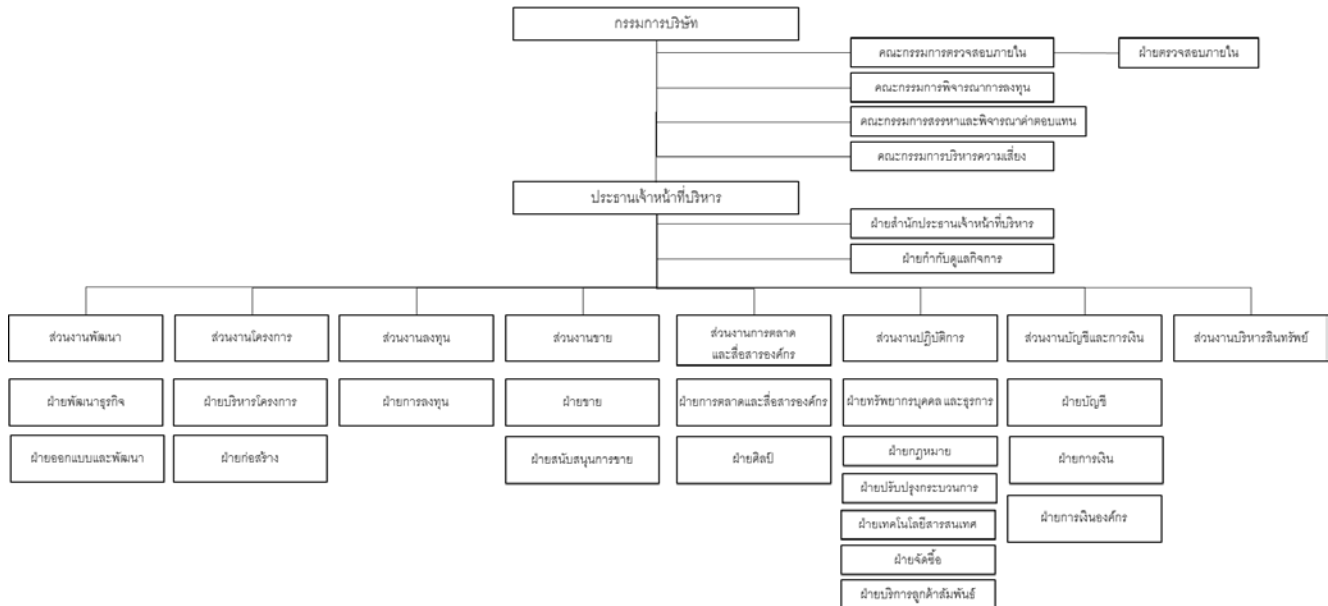 กรรมการบริษัท
คณะกรรมการตรวจสอบภายใน
ฝ่ายตรวจสอบภายใน
คณะกรรมการพิจารณาการลงทุน
คณะกรรมการสรรหาและพิจารณาค่าตอบแทน
คณะกรรมการบริหารความเสี่ยง
ประธานเจ้าหน้าที่บริหาร
ฝ่ายสำนักประธานเจ้าหน้าที่บริหาร
ฝ่ายกำกับดูแลกิจการ
ส่วนงานพัฒนา
ส่วนงานโครงการ
ส่วนงานลงทุน
ส่วนงานขาย
ส่วนงานการตลาด
และสื่อสารองค์กร
ส่วนงานปฏิบัติการ
ส่วนงานบัญชีและการเงิน
ส่วนงานบริหารสินทรัพย์
ฝ่ายพัฒนาธุรกิจ
ฝ่ายบริหารโครงการ
ฝ่ายการลงทุน
ฝ่ายขาย
ฝ่ายการตลาดและสื่อสารองค์กร
ฝ่ายทรัพยากรบุคคล และธุรการ
ฝ่ายบัญชี
ฝ่ายออกแบบและพัฒนา
ฝ่ายก่อสร้าง
ฝ่ายสนับสนุนการขาย
ฝ่ายศิลป์
ฝ่ายกฎหมาย
ฝ่ายการเงิน
ฝ่ายปรับปรุงกระบวนการ
ฝ่ายการเงินองค์กร
ฝ่ายเทคโนโลยีสารสนเทศ
ฝ่ายจัดซื้อ
ฝ่ายบริการลูกค้าสัมพันธ์